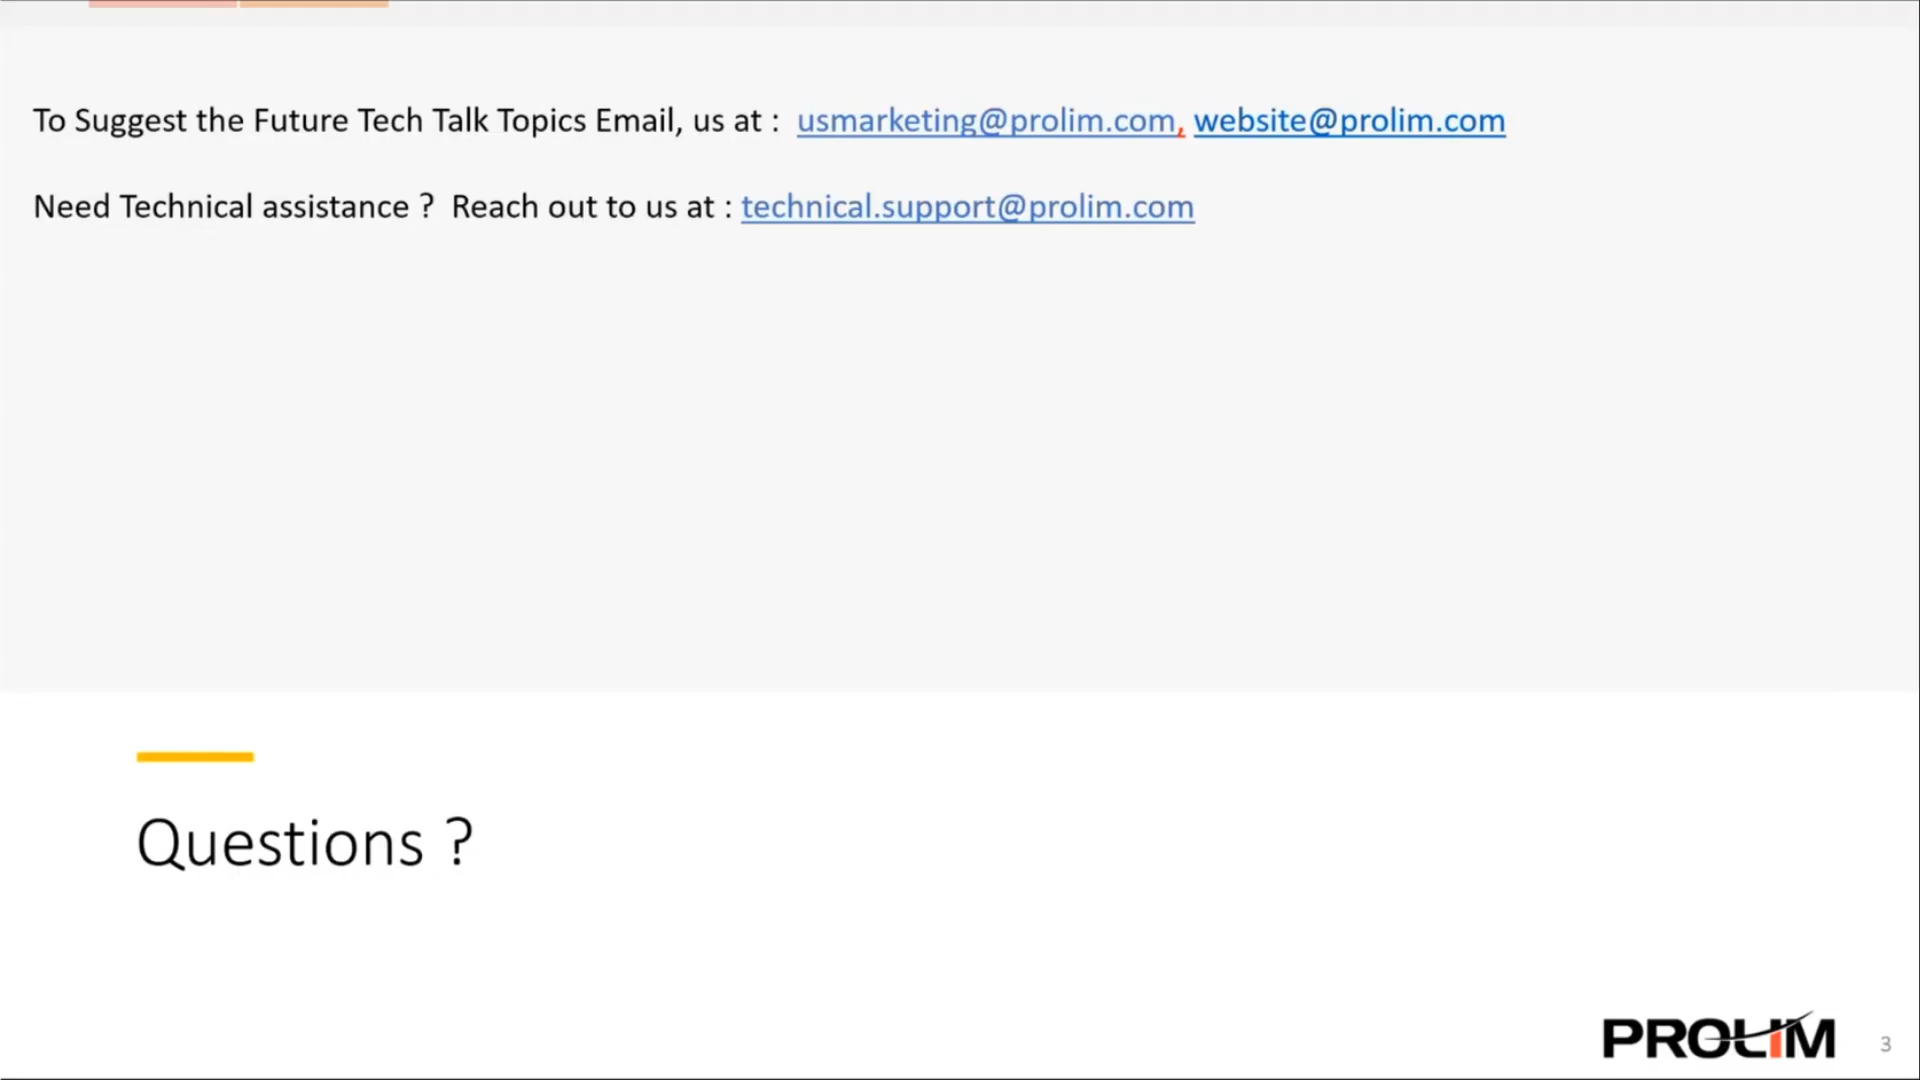 To Suggest the Future Tech Talk Topics Email, us at : usmarketing@prolim.com, website@prolim.com
Need Technical assistance ? Reach out to us at : technical.support@prolim.com
Questions ?
PROLIM
3